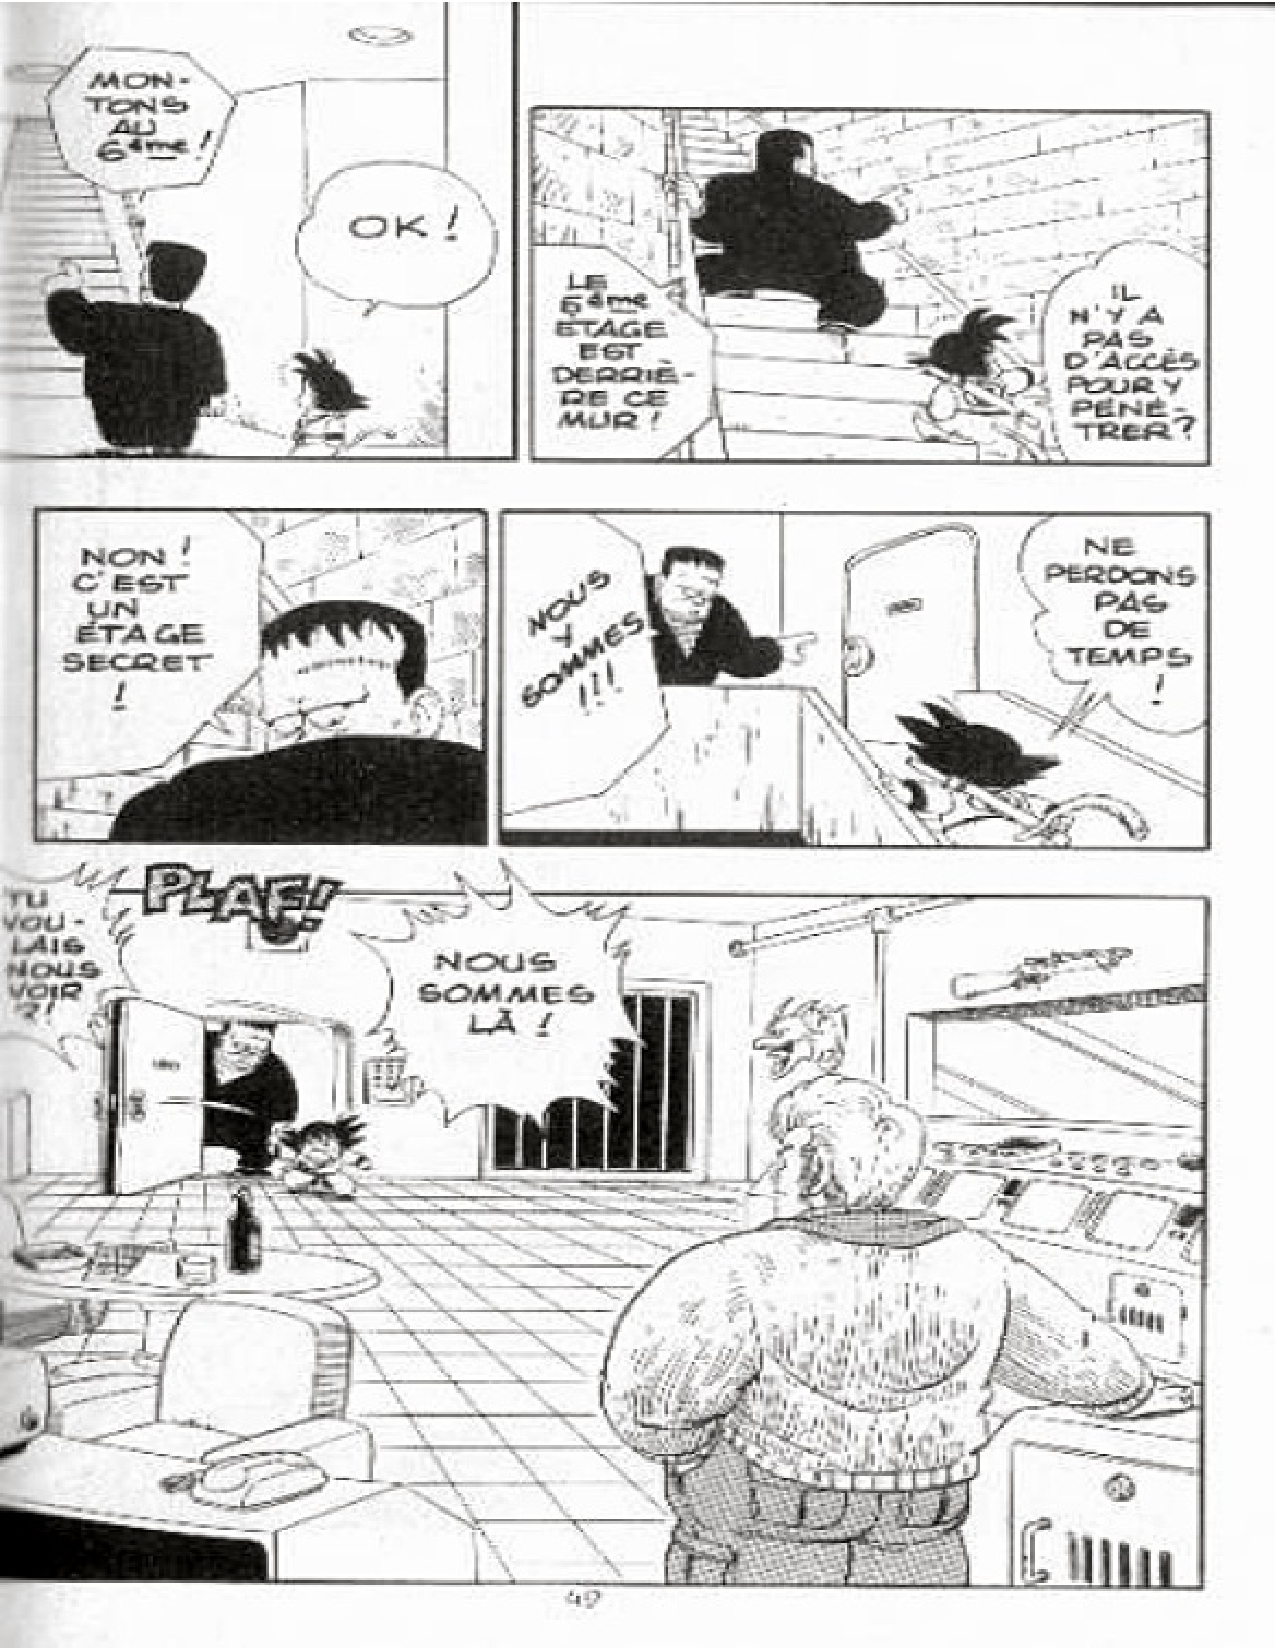 MON-
TONS
AU
6ème !
OK !
LE
5ème
ÉTAGE
EST
DERRIÈ-
RE CE
MUR !
IL
N'Y A
PAS
D'ACCÈS
POUR Y
PÉNÉ-
TRER ?
NON !
C'EST
UN
ÉTAGE
SECRET
!
NOUS
Y
SOMMES
!!!
NE
PERDONS
PAS
DE
TEMPS
!
TU
VOU-
LAIS
NOUS
VOIR
?!
PLAF!
NOUS
SOMMES
LÀ !
49